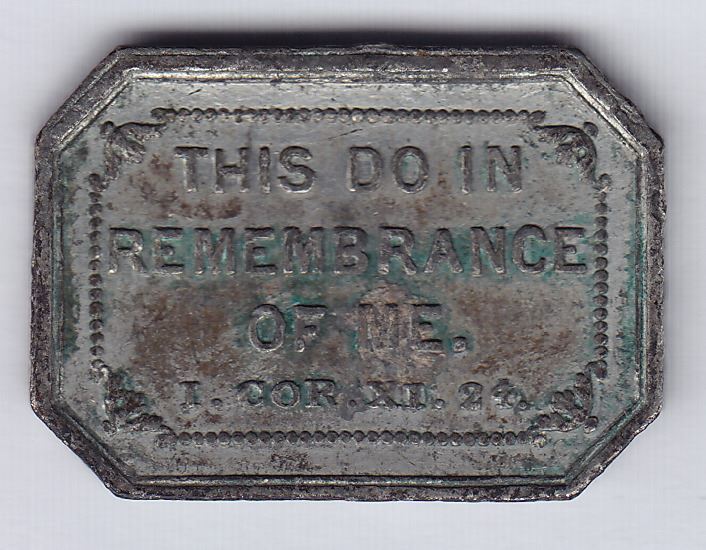 THIS DO IN
REMEMBRANCE
OF ME.
I. COR. XI. 24.